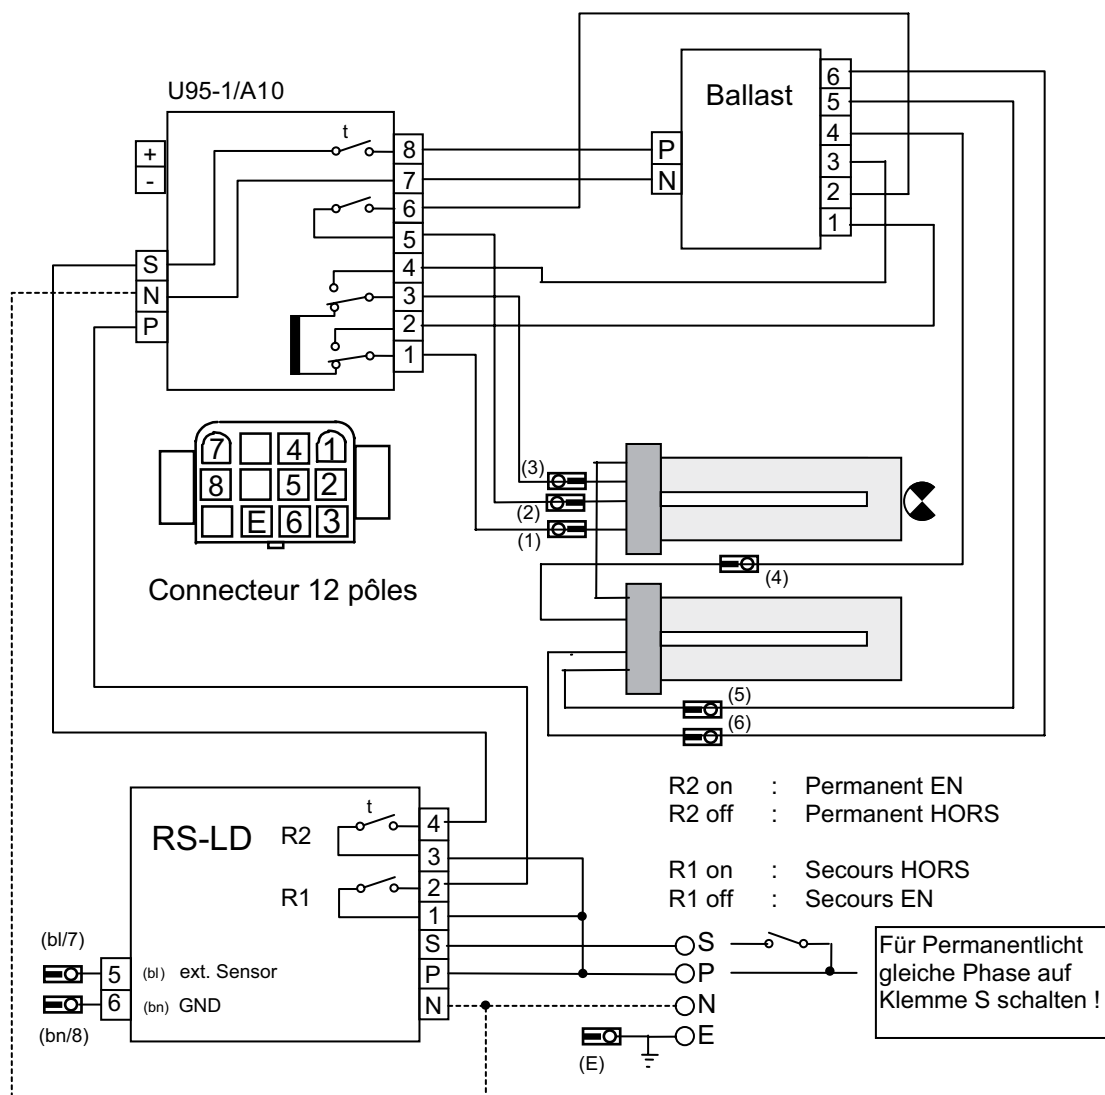 U95-1/A10
t
+
-
S
N
P
8
7
6
5
4
3
2
1
Ballast
P
N
6
5
4
3
2
1
7 4 1
8 5 2
E 6 3
Connecteur 12 pôles
(3)
(2)
(1)
(4)
(5)
(6)
RS-LD
t
R2
R1
4
3
2
1
S
P
N
(bl/7)
5 (bl) ext. Sensor
6 (bn) GND
(bn/8)
R2 on : Permanent EN
R2 off : Permanent HORS
R1 on : Secours HORS
R1 off : Secours EN
S
P
N
E
(E)
Für Permanentlicht
gleiche Phase auf
Klemme S schalten !